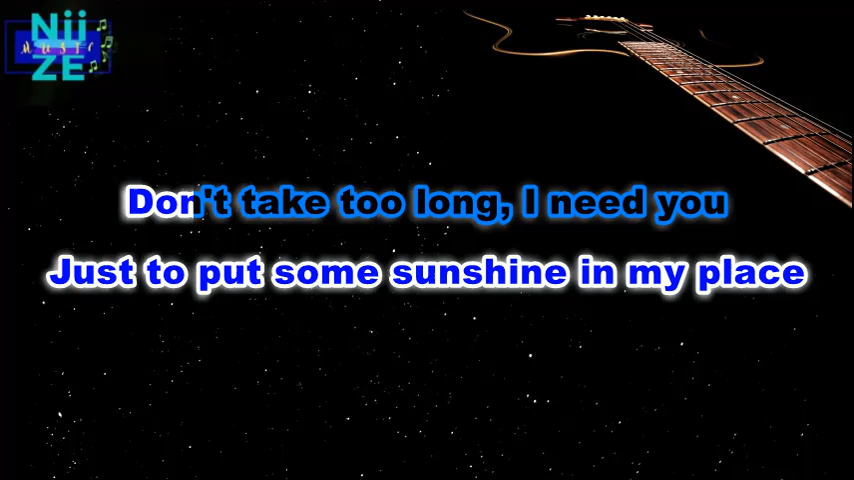 Nii
MUSIC
ZE
Don't take too long, I need you
Just to put some sunshine in my place